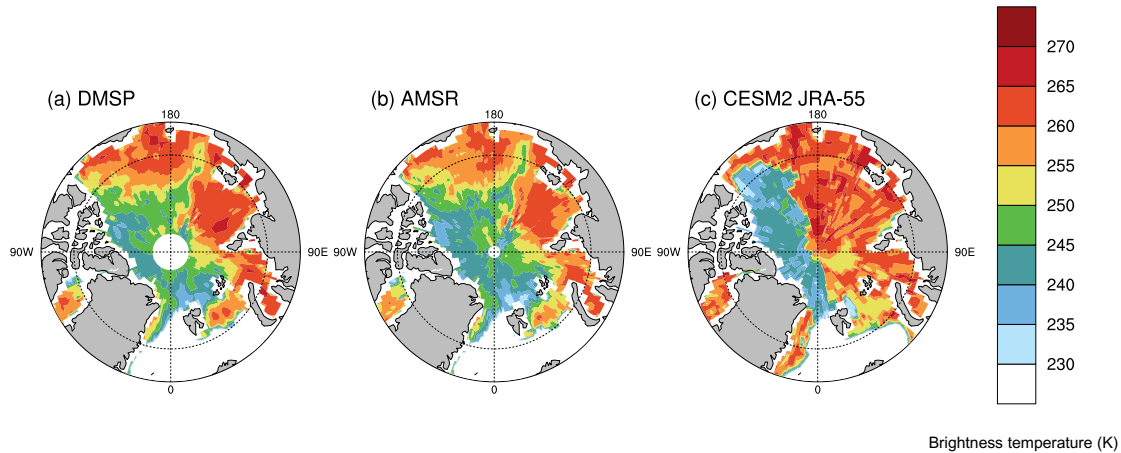 (a) DMSP
(b) AMSR
(c) CESM2 JRA-55
180
180
180
90W
90E
90W
90E
90W
90E
0
0
0
270
265
260
255
250
245
240
235
230
Brightness temperature (K)